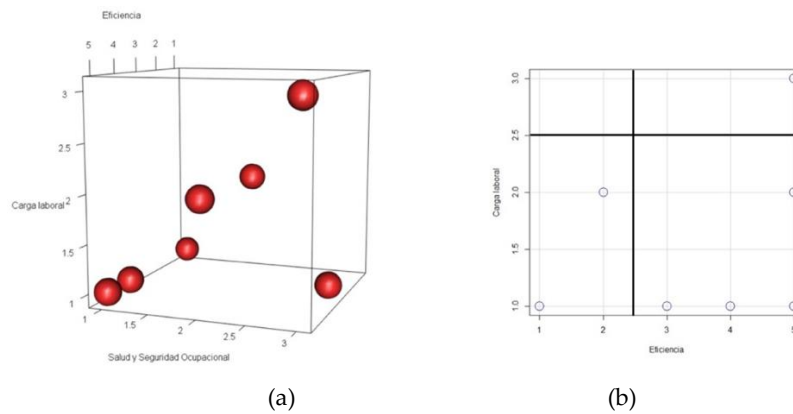 Eficiencia
5 4 3 2 1
3
2.5
Carga laboral 2
1.5
1
1 1.5 2 2.5 3
Salud y Seguridad Ocupacional
(a)
3.0
2.5
Carga laboral
2.0
1.5
1.0
1 2 3 4 5
Eficiencia
(b)